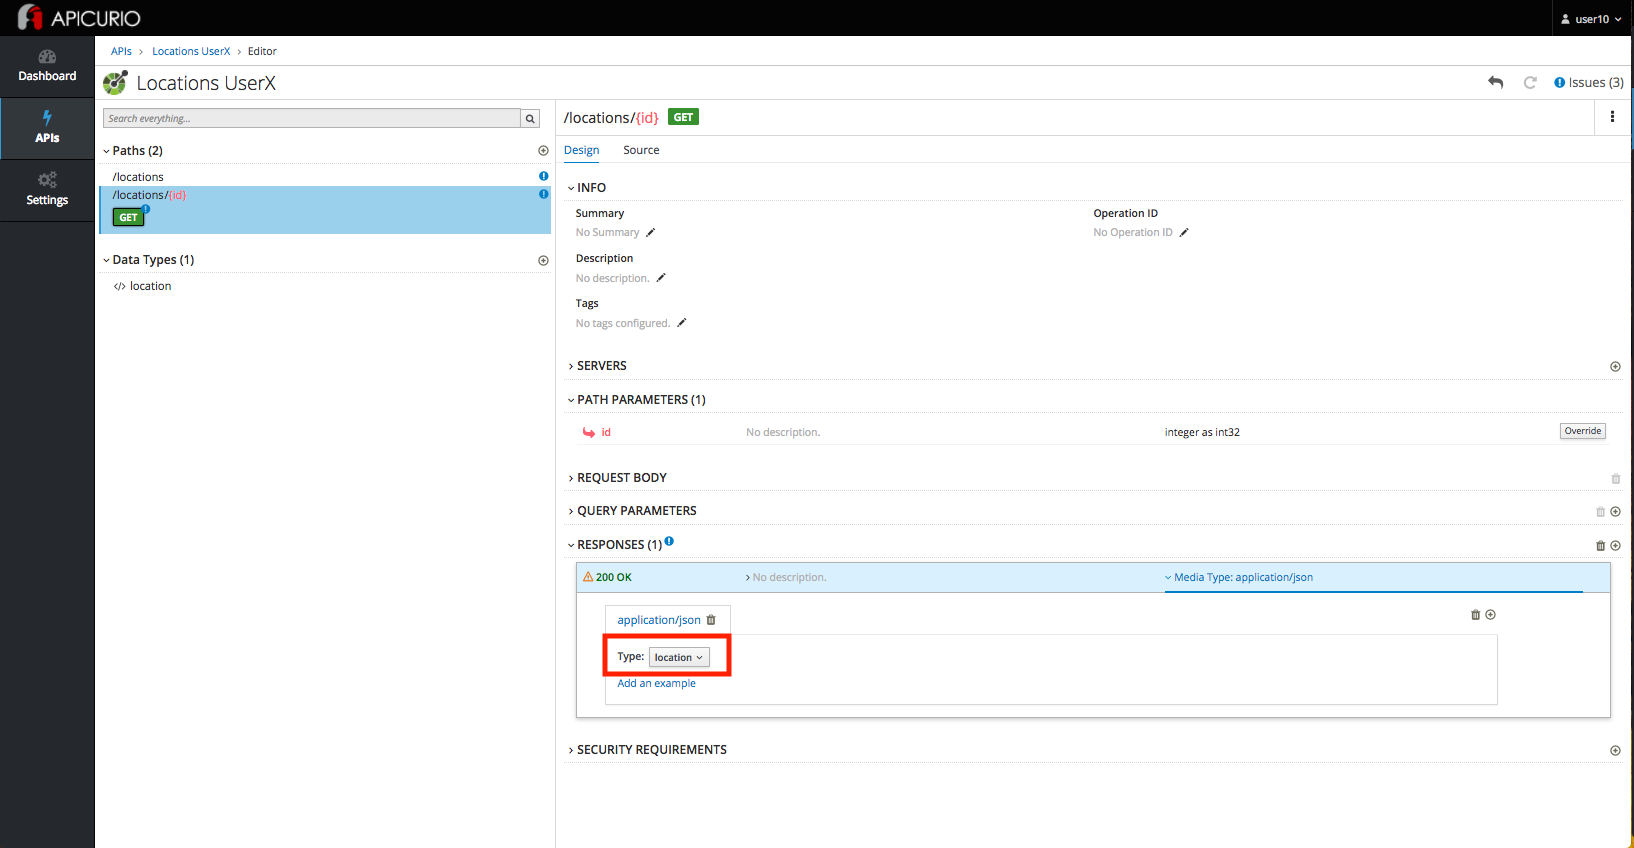 APICURIO
user10
Dashboard
APIs
Settings
APIs › Locations UserX › Editor
Locations UserX
Issues (3)
Search everything...
Paths (2)
/locations
/locations/{id}
GET
Data Types (1)
</> location
/locations/{id} GET
Design Source
INFO
Summary
No Summary
Operation ID
No Operation ID
Description
No description.
Tags
No tags configured.
SERVERS
PATH PARAMETERS (1)
id No description. integer as int32 Override
REQUEST BODY
QUERY PARAMETERS
RESPONSES (1)
200 OK No description. Media Type: application/json
application/json
Type: location
Add an example
SECURITY REQUIREMENTS